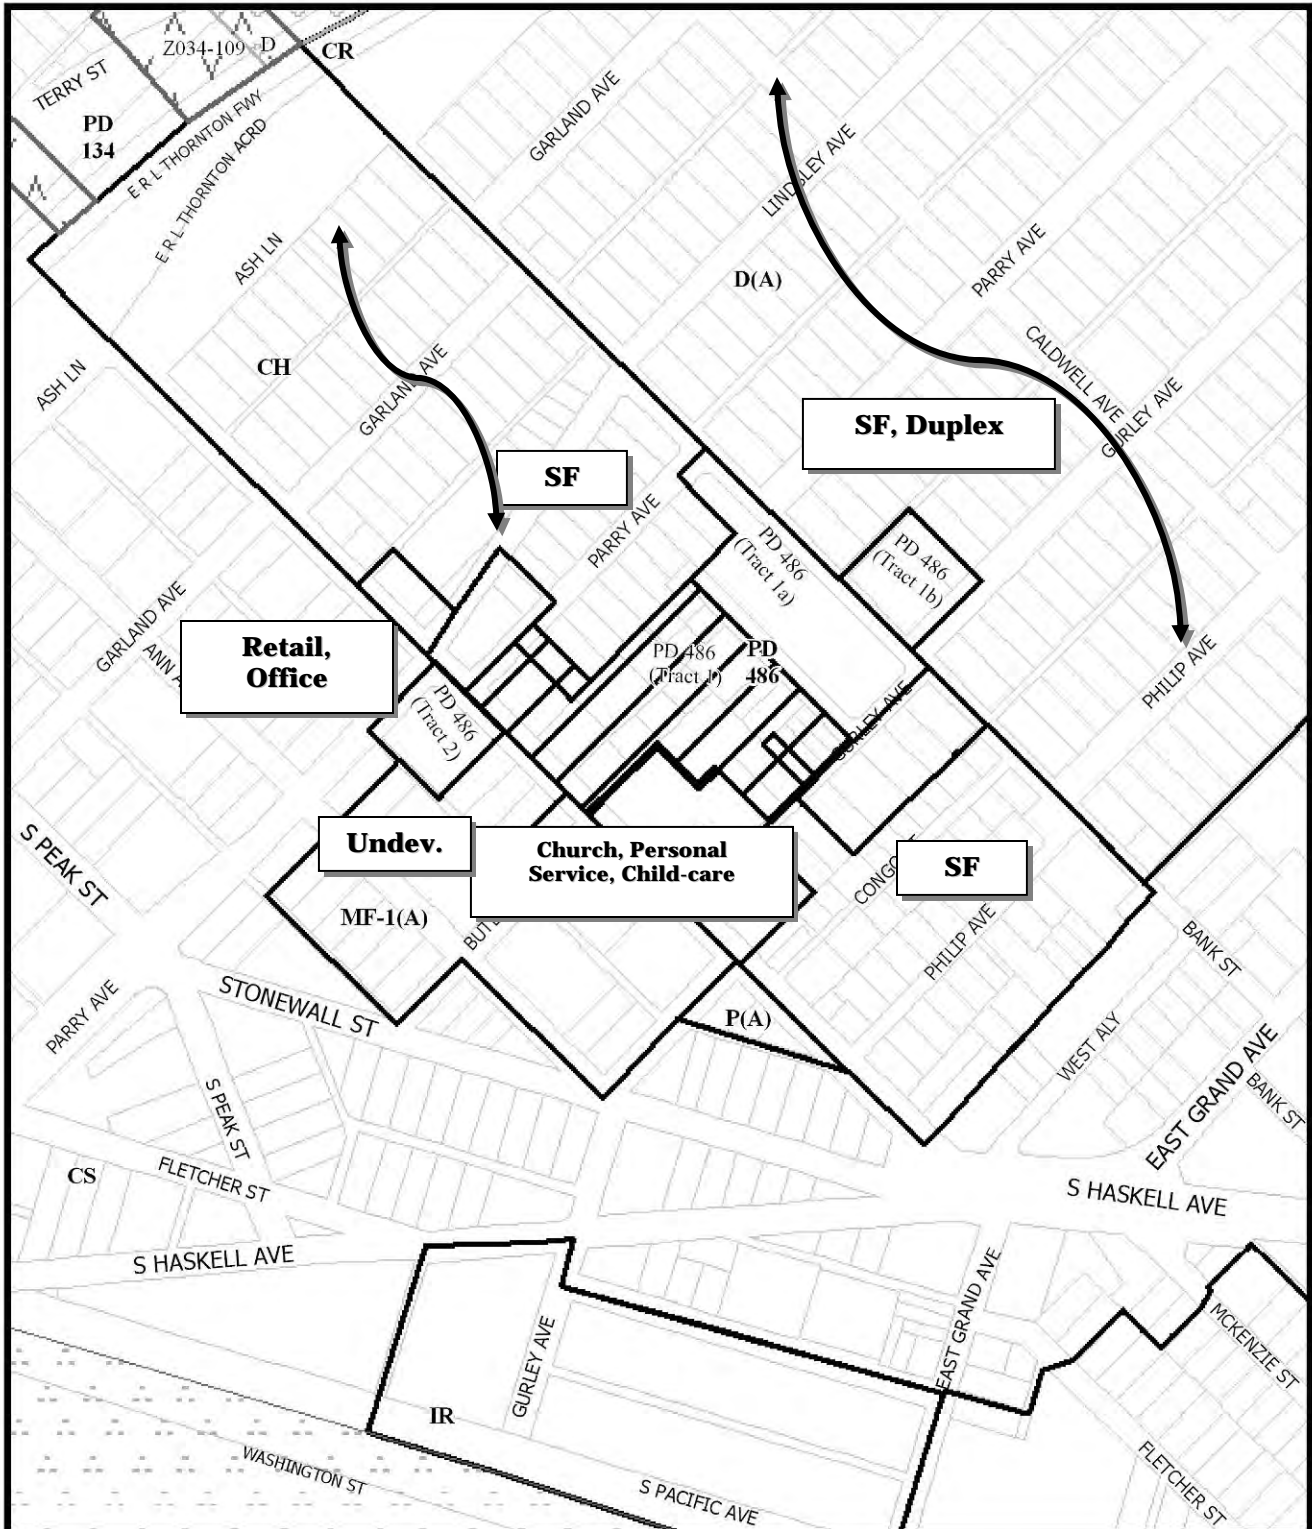 Z034-109
D
CR
TERRY ST
PD
134
E R L THORNTON FWY
E R L THORNTON ACRD
GARLAND AVE
LINDSLEY AVE
ASH LN
PARRY AVE
D(A)
CH
ASH LN
GARLAND AVE
CALDWELL AVE
GURLEY AVE
SF, Duplex
SF
PARRY AVE
PD 486
(Tract 1a)
PD 486
(Tract 1b)
GARLAND AVE
ANN A
Retail,
Office
PD 486
(Tract 1)
PD
486
PHILIP AVE
PD 486
(Tract 2)
GURLEY AVE
S PEAK ST
Undev.
Church, Personal
Service, Child-care
CONGO
SF
MF-1(A)
BUT
PHILIP AVE
BANK ST
PARRY AVE
STONEWALL ST
P(A)
WEST ALY
EAST GRAND AVE
BANK ST
S PEAK ST
CS
FLETCHER ST
S HASKELL AVE
S HASKELL AVE
EAST GRAND AVE
GURLEY AVE
MCKENZIE ST
IR
WASHINGTON ST
S PACIFIC AVE
FLETCHER ST